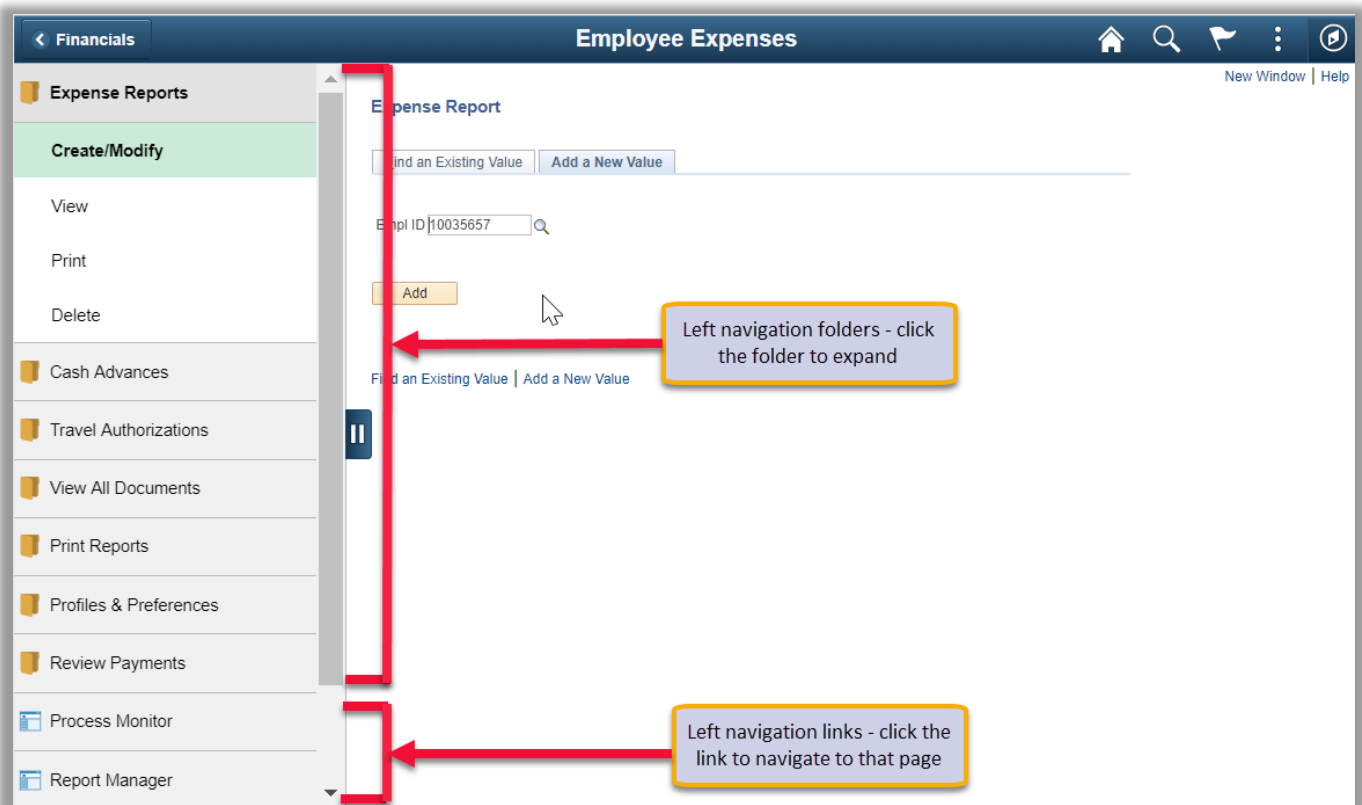 Financials
Employee Expenses
New Window | Help
Expense Reports
Create/Modify
View
Print
Delete
Cash Advances
Travel Authorizations
View All Documents
Print Reports
Profiles & Preferences
Review Payments
Process Monitor
Report Manager
Expense Report
Find an Existing Value
Add a New Value
Empl ID 10035657
Add
Find an Existing Value | Add a New Value
Left navigation folders - click
the folder to expand
Left navigation links - click the
link to navigate to that page